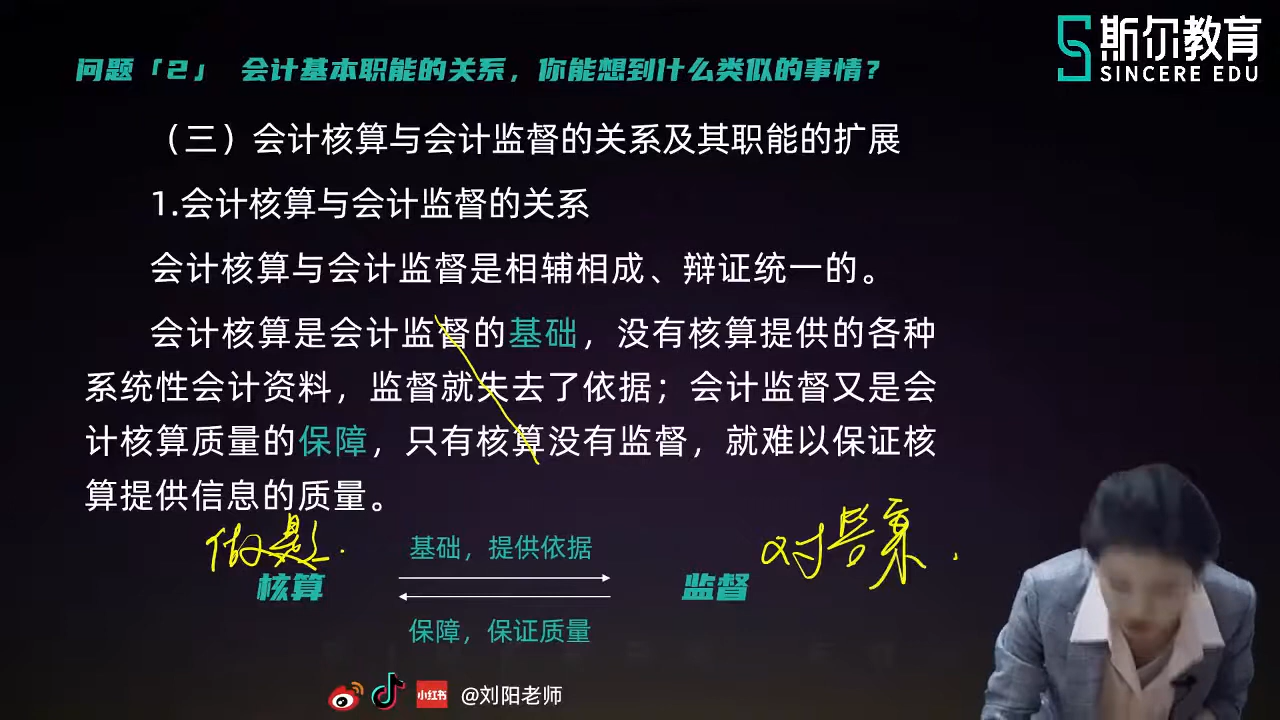 斯尔教育
SINCERE EDU
问题「2」 会计基本职能的关系，你能想到什么类似的事情？
（三）会计核算与会计监督的关系及其职能的扩展
1.会计核算与会计监督的关系
会计核算与会计监督是相辅相成、辩证统一的。
会计核算是会计监督的基础，没有核算提供的各种
系统性会计资料，监督就失去了依据；会计监督又是会
计核算质量的保障，只有核算没有监督，就难以保证核
算提供信息的质量。
做题.
对答案.
基础，提供依据
核算
监督
保障，保证质量
小红书
@刘阳老师